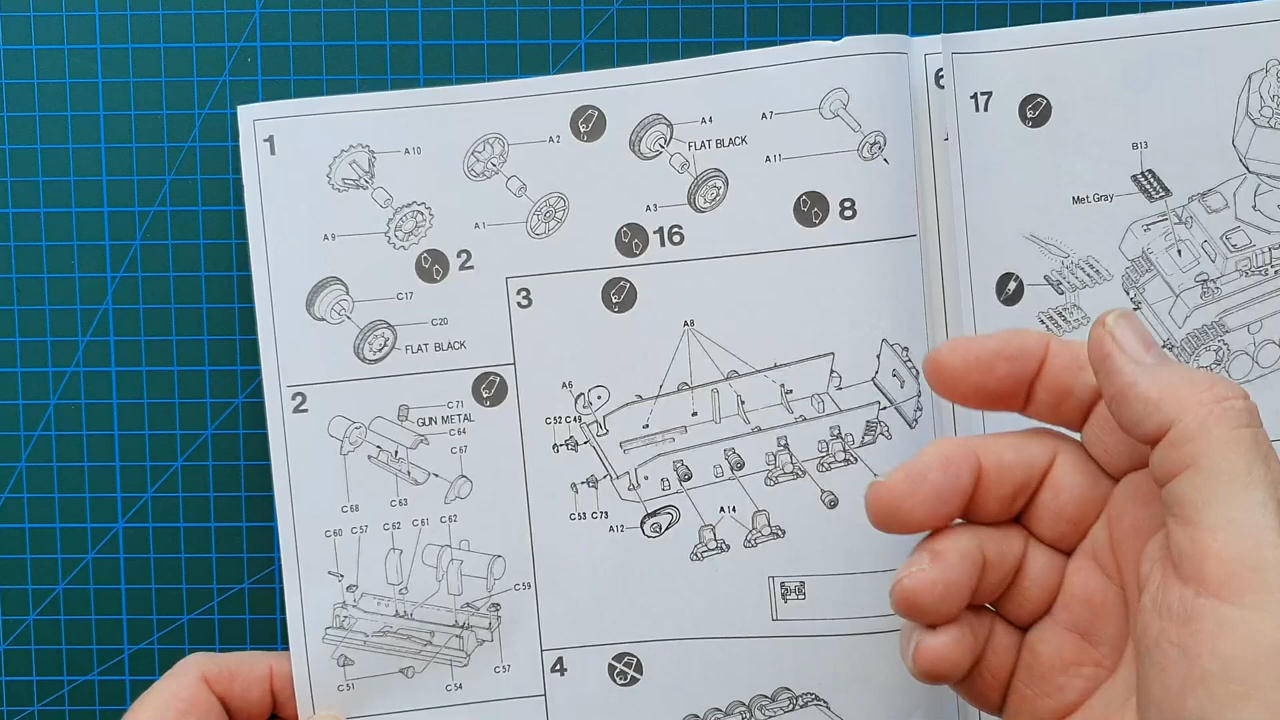 1
A10
A9
2
A2
A1
A4
FLAT BLACK
A3
16
A7
A11
8
C17
C20
FLAT BLACK
2
C71
GUN METAL
C64
C67
C68
C63
C60
C57
C62
C61
C62
C59
C57
C51
C54
3
A8
A6
C52 C49
C53 C73
A12
A14
4
6
17
B13
Met.Gray